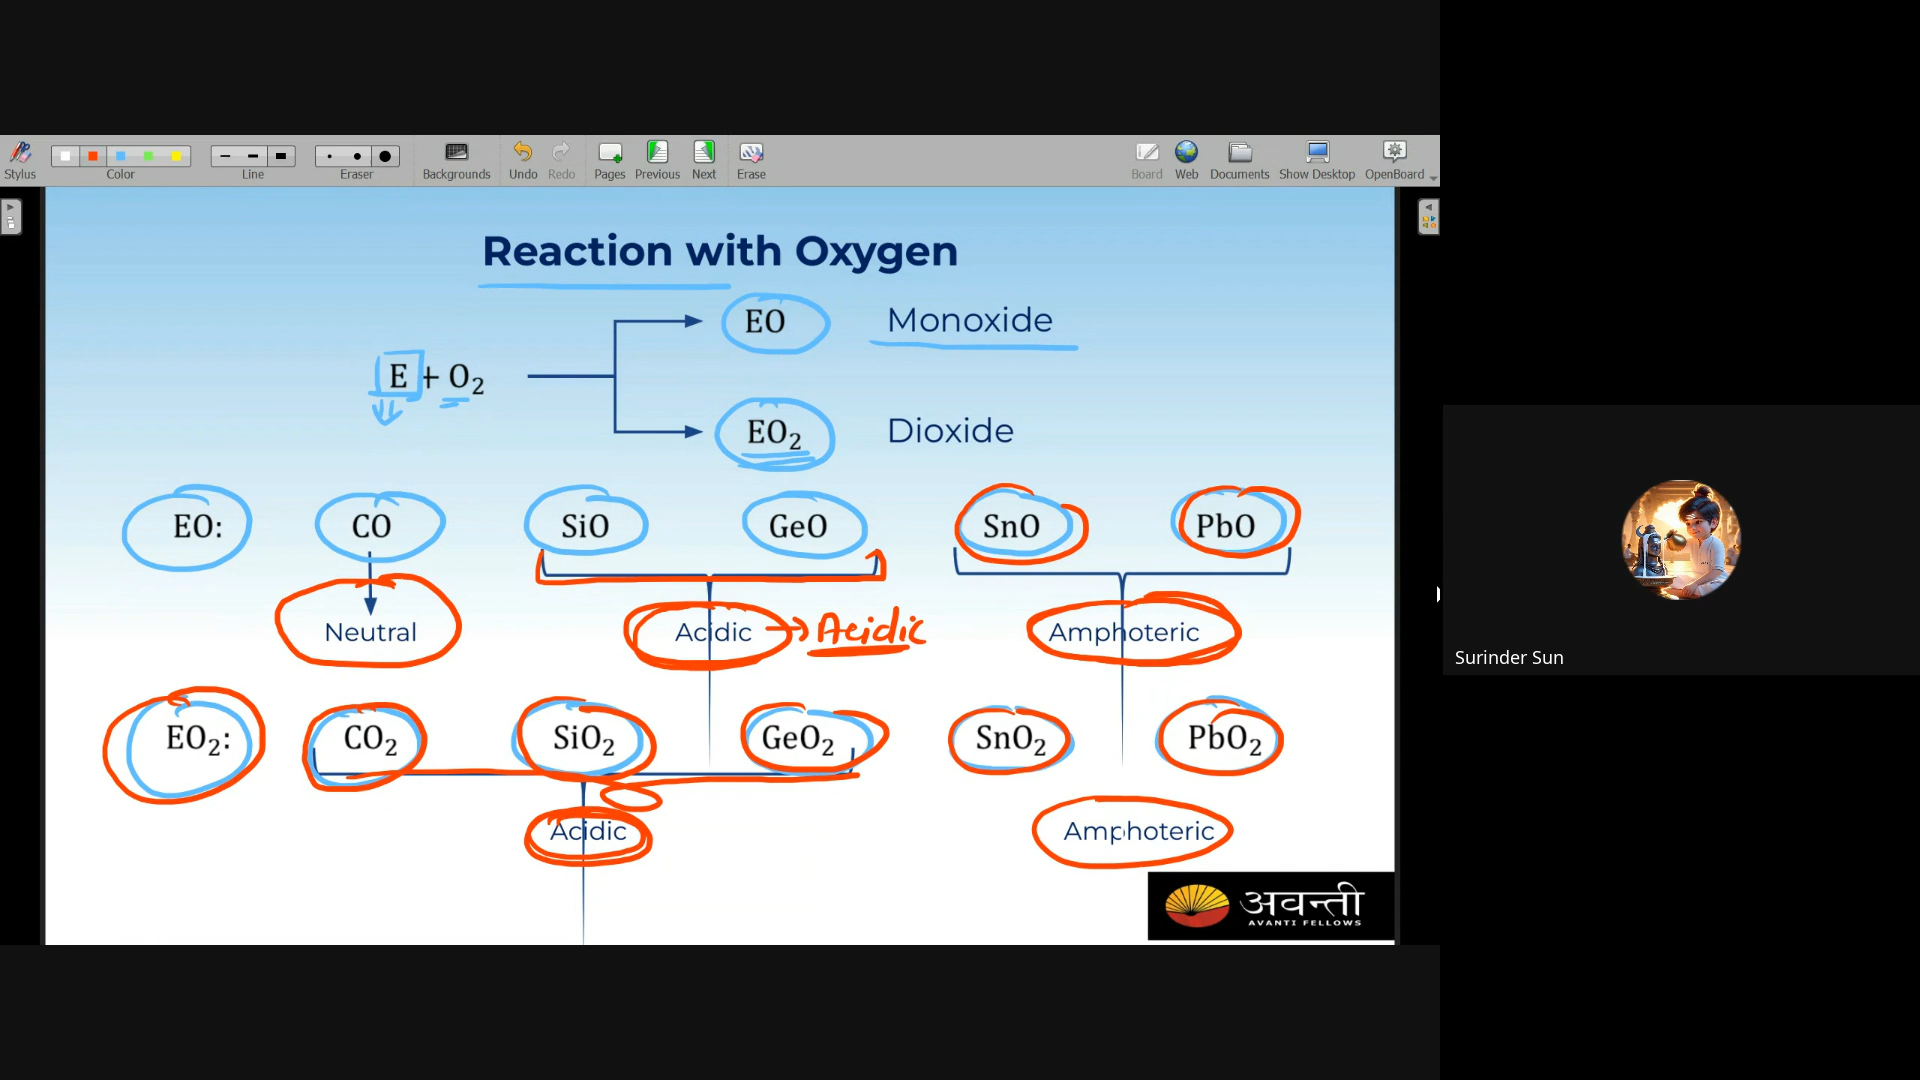 Stylus
Color
Line
Eraser
Backgrounds
Undo
Redo
Pages
Previous
Next
Erase
Board
Web
Documents
Show Desktop
OpenBoard
Reaction with Oxygen
EO Monoxide
E + O₂
EO₂ Dioxide
EO: CO SiO GeO SnO PbO
Neutral Acidic → Acidic Amphoteric
EO₂: CO₂ SiO₂ GeO₂ SnO₂ PbO₂
Acidic Amphoteric
अवन्ती
AVANTI FELLOWS
Surinder Sun